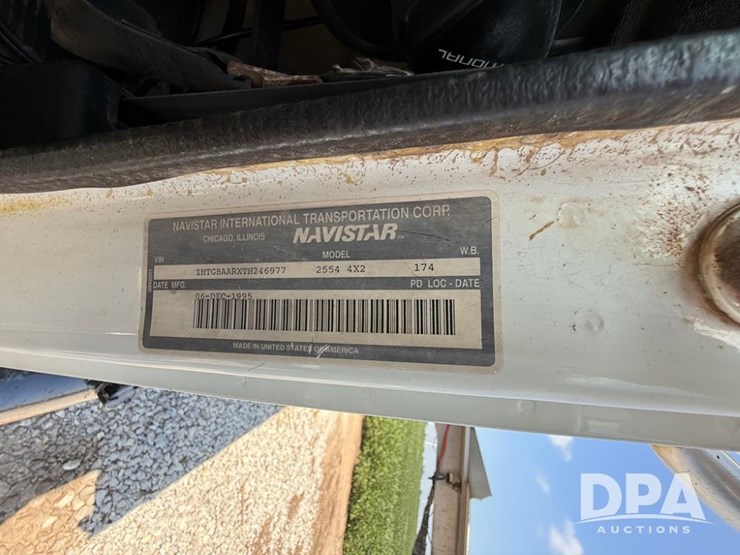 TIONAL
NAVISTAR INTERNATIONAL TRANSPORTATION CORP.
CHICAGO, ILLINOIS NAVISTAR
VIN MODEL W.B.
1HTGBAARXTH246977 2554 4X2 174
DATE MFG. PD LOC - DATE
06-DEC-1995
MADE IN UNITED STATES OF AMERICA
DPA
AUCTIONS